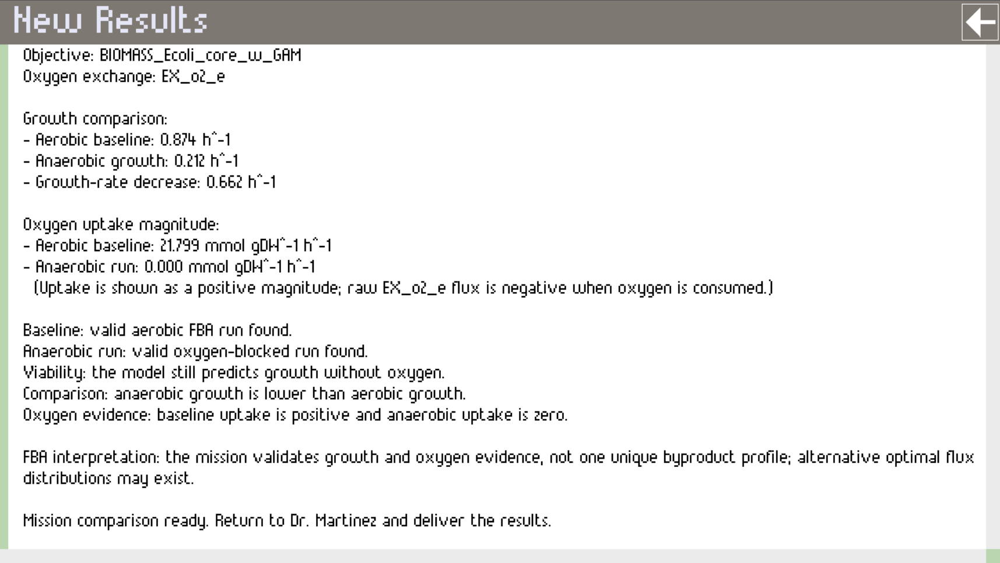 New Results
Objective: BIOMASS_Ecoli_core_w_GAM
Oxygen exchange: EX_o2_e
Growth comparison:
- Aerobic baseline: 0.874 h^-1
- Anaerobic growth: 0.212 h^-1
- Growth-rate decrease: 0.662 h^-1
Oxygen uptake magnitude:
- Aerobic baseline: 21.799 mmol gDW^-1 h^-1
- Anaerobic run: 0.000 mmol gDW^-1 h^-1
(Uptake is shown as a positive magnitude; raw EX_o2_e flux is negative when oxygen is consumed.)
Baseline: valid aerobic FBA run found.
Anaerobic run: valid oxygen-blocked run found.
Viability: the model still predicts growth without oxygen.
Comparison: anaerobic growth is lower than aerobic growth.
Oxygen evidence: baseline uptake is positive and anaerobic uptake is zero.
FBA interpretation: the mission validates growth and oxygen evidence, not one unique byproduct profile; alternative optimal flux
distributions may exist.
Mission comparison ready. Return to Dr. Martinez and deliver the results.